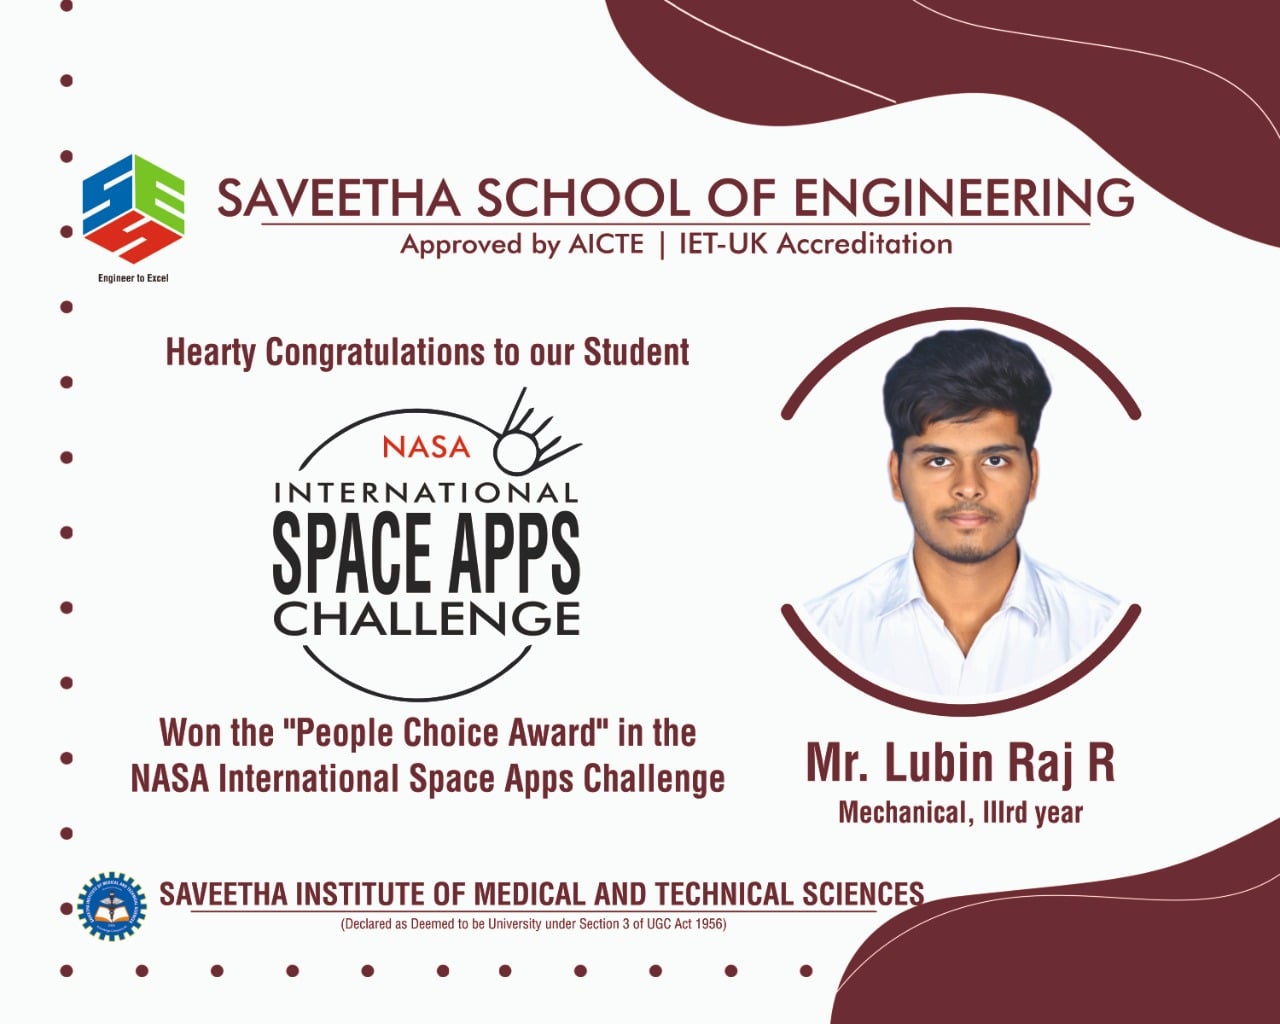 SAVEETHA SCHOOL OF ENGINEERING
Approved by AICTE | IET-UK Accreditation
SSE
Engineer to Excel
Hearty Congratulations to our Student
NASA
INTERNATIONAL
SPACE APPS
CHALLENGE
Won the "People Choice Award" in the
NASA International Space Apps Challenge
Mr. Lubin Raj R
Mechanical, IIIrd year
SAVEETHA INSTITUTE OF MEDICAL AND TECHNICAL SCIENCES
(Declared as Deemed to be University under Section 3 of UGC Act 1956)